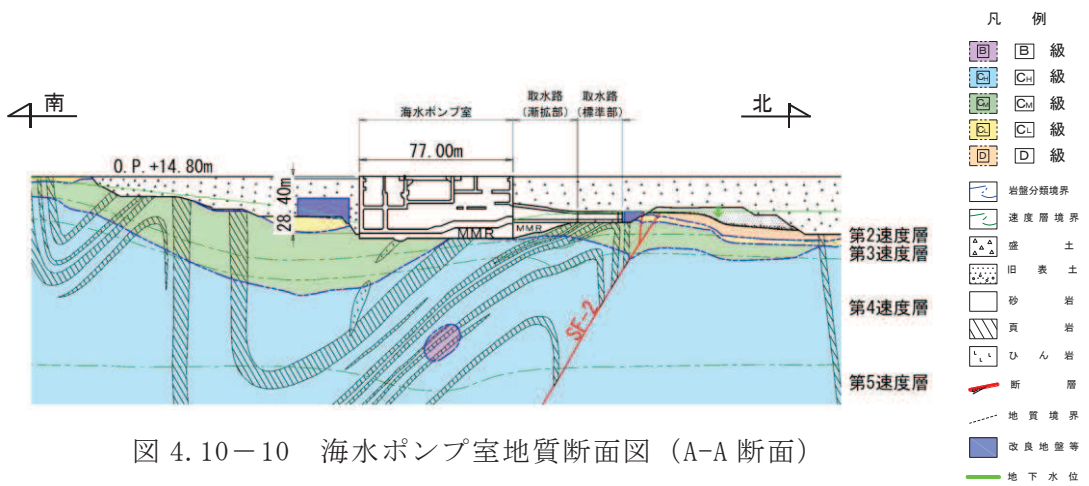 南
北
海水ポンプ室
取水路
(漸拡部)
取水路
(標準部)
77.00m
O.P.+14.80m
28.40m
MMR
MMR
SF-2
第2速度層
第3速度層
第4速度層
第5速度層
凡 例
B B 級
CH CH 級
CM CM 級
CL CL 級
D D 級
岩盤分類境界
速度層境界
盛 土
旧 表 土
砂 岩
頁 岩
ひ ん 岩
断 層
地 質 境 界
改 良 地 盤 等
地 下 水 位
図 4.10-10 海水ポンプ室地質断面図 (A-A 断面)